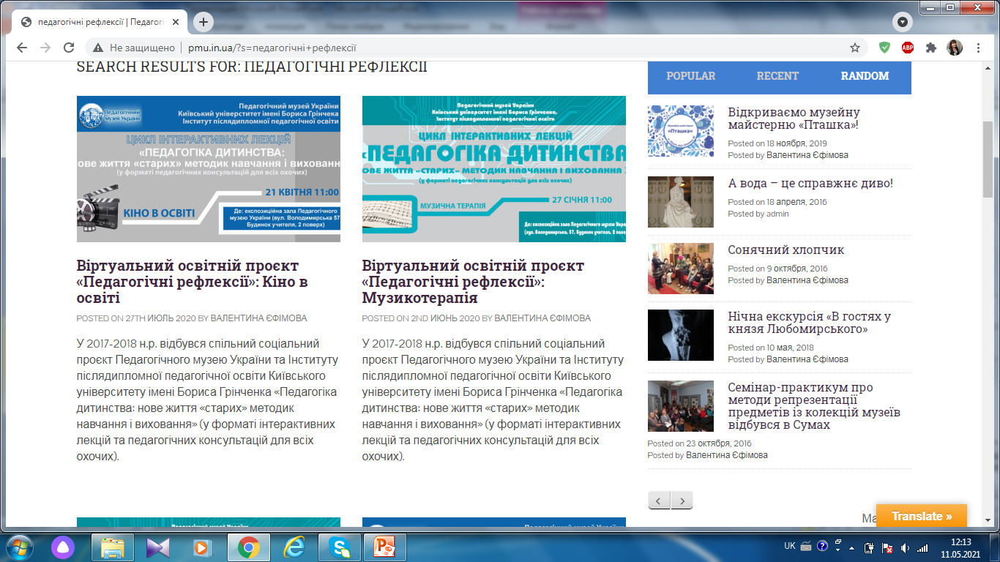 педагогічні рефлексії | Педагогі
Не защищено
pmu.in.ua/?s=педагогічні+рефлексії
ABP
SEARCH RESULTS FOR: ПЕДАГОГІЧНІ РЕФЛЕКСІЇ
Педагогічний музей України
Педагогічний музей України
Київський університет імені Бориса Грінчека
Інститут післядипломної педагогічної освіти
ЦИКЛ ІНТЕРАКТИВНИХ ЛЕКЦІЙ
«ПЕДАГОГІКА ДИТИНСТВА:
ове життя «старих» методик навчання і вихованн
(у форматі педагогічних консультацій для всіх охочих)
21 КВІТНЯ 11:00
КІНО В ОСВІТІ
Де: експозиційна зала Педагогічного
музею України (вул. Володимирська 57
Будинок учителя, 2 поверх)
Віртуальний освітній проєкт
«Педагогічні рефлексії»: Кіно в
освіті
POSTED ON 27TH ИЮЛЬ 2020 BY ВАЛЕНТИНА ЄФІМОВА
У 2017-2018 н.р. відбувся спільний соціальний
проєкт Педагогічного музею України та Інституту
післядипломної педагогічної освіти Київського
університету імені Бориса Грінченка «Педагогіка
дитинства: нове життя «старих» методик
навчання і виховання» (у форматі інтерактивних
лекцій та педагогічних консультацій для всіх
охочих).
Педагогічний музей України
Київський університет імені Бориса Грінченка,
Інститут післядипломної педагогічної освіти
ЦИКЛ ІНТЕРАКТИВНИХ ЛЕКЦІЙ
«ПЕДАГОГІКА ДИТИНСТВА
ОВЕ ЖИТТЯ «СТАРИХ» МЕТОДИК НАВЧАННЯ І ВИХОВАННЯ
(у форматі педагогічних консультацій для всіх охочих)
27 СІЧНЯ 11:00
МУЗИЧНА ТЕРАПІЯ
Де: експозиційна зала Педагогічного музею Укра
(вул. Володимирська, 57, Будинок учителя, 2 пове
Віртуальний освітній проєкт
«Педагогічні рефлексії»:
Музикотерапія
POSTED ON 2ND ИЮНЬ 2020 BY ВАЛЕНТИНА ЄФІМОВА
У 2017-2018 н.р. відбувся спільний соціальний
проєкт Педагогічного музею України та Інституту
післядипломної педагогічної освіти Київського
університету імені Бориса Грінченка «Педагогіка
дитинства: нове життя «старих» методик
навчання і виховання» (у форматі інтерактивних
лекцій та педагогічних консультацій для всіх
охочих).
POPULAR RECENT RANDOM
Відкриваємо музейну
майстерню «Пташка»!
Posted on 18 ноября, 2019
Posted by Валентина Єфімова
А вода – це справжнє диво!
Posted on 18 апреля, 2016
Posted by admin
Сонячний хлопчик
Posted on 9 октября, 2016
Posted by Валентина Єфімова
Нічна екскурсія «В гостях у
князя Любомирського»
Posted on 10 мая, 2018
Posted by Валентина Єфімова
Семінар-практикум про
методи репрезентації
предметів із колекцій музеїв
відбувся в Сумах
Posted on 23 октября, 2016
Posted by Валентина Єфімова
Ма
Translate »
Педагогічний музей України
UK
12:13
11.05.2021